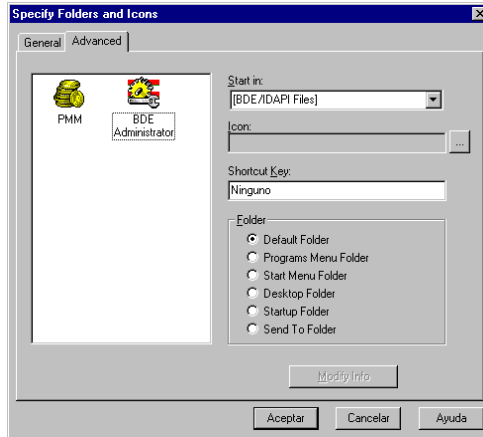 Specify Folders and Icons
General Advanced
PMM
BDE
Administrator
Start in:
[BDE/IDAPI Files]
Icon:
...
Shortcut Key:
Ninguno
Folder
Default Folder
Programs Menu Folder
Start Menu Folder
Desktop Folder
Startup Folder
Send To Folder
Modify Info
Aceptar Cancelar Ayuda